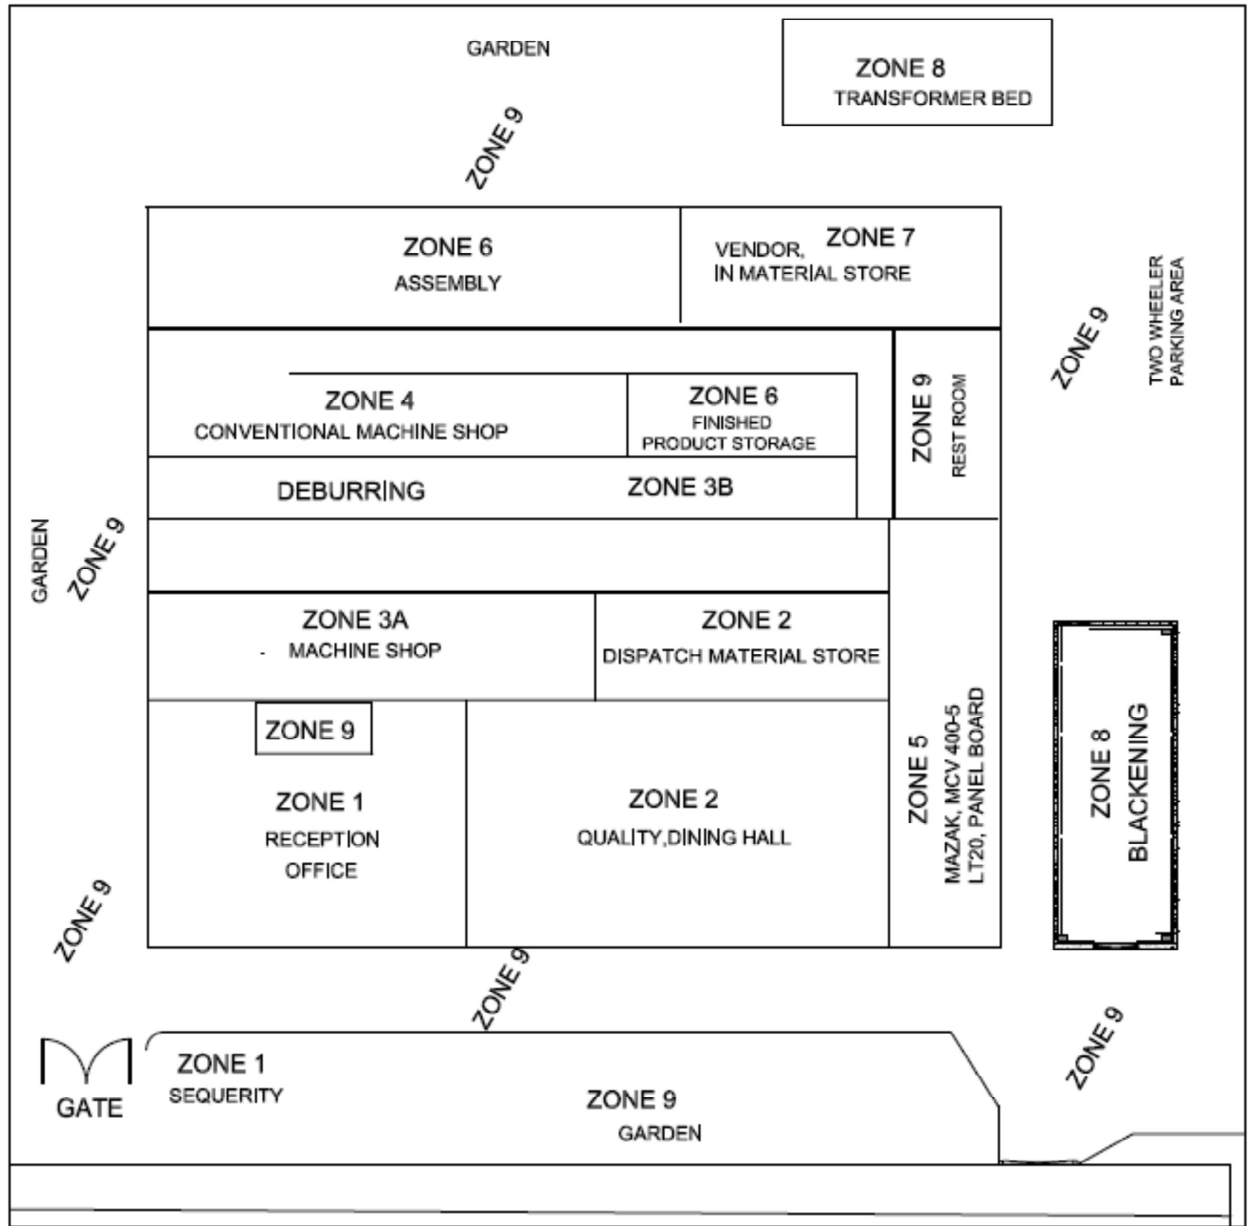 GARDEN
ZONE 8
TRANSFORMER BED
ZONE 9
ZONE 6
ASSEMBLY
ZONE 7
VENDOR,
IN MATERIAL STORE
ZONE 9
TWO WHEELER
PARKING AREA
ZONE 4
CONVENTIONAL MACHINE SHOP
ZONE 6
FINISHED
PRODUCT STORAGE
ZONE 9
REST ROOM
DEBURRING
ZONE 3B
GARDEN
ZONE 9
ZONE 3A
- MACHINE SHOP
ZONE 2
DISPATCH MATERIAL STORE
ZONE 9
ZONE 1
RECEPTION
OFFICE
ZONE 2
QUALITY,DINING HALL
ZONE 5
MAZAK, MCV 400-5
LT20, PANEL BOARD
ZONE 8
BLACKENING
ZONE 9
ZONE 9
ZONE 9
GATE
ZONE 1
SEQUERITY
ZONE 9
GARDEN